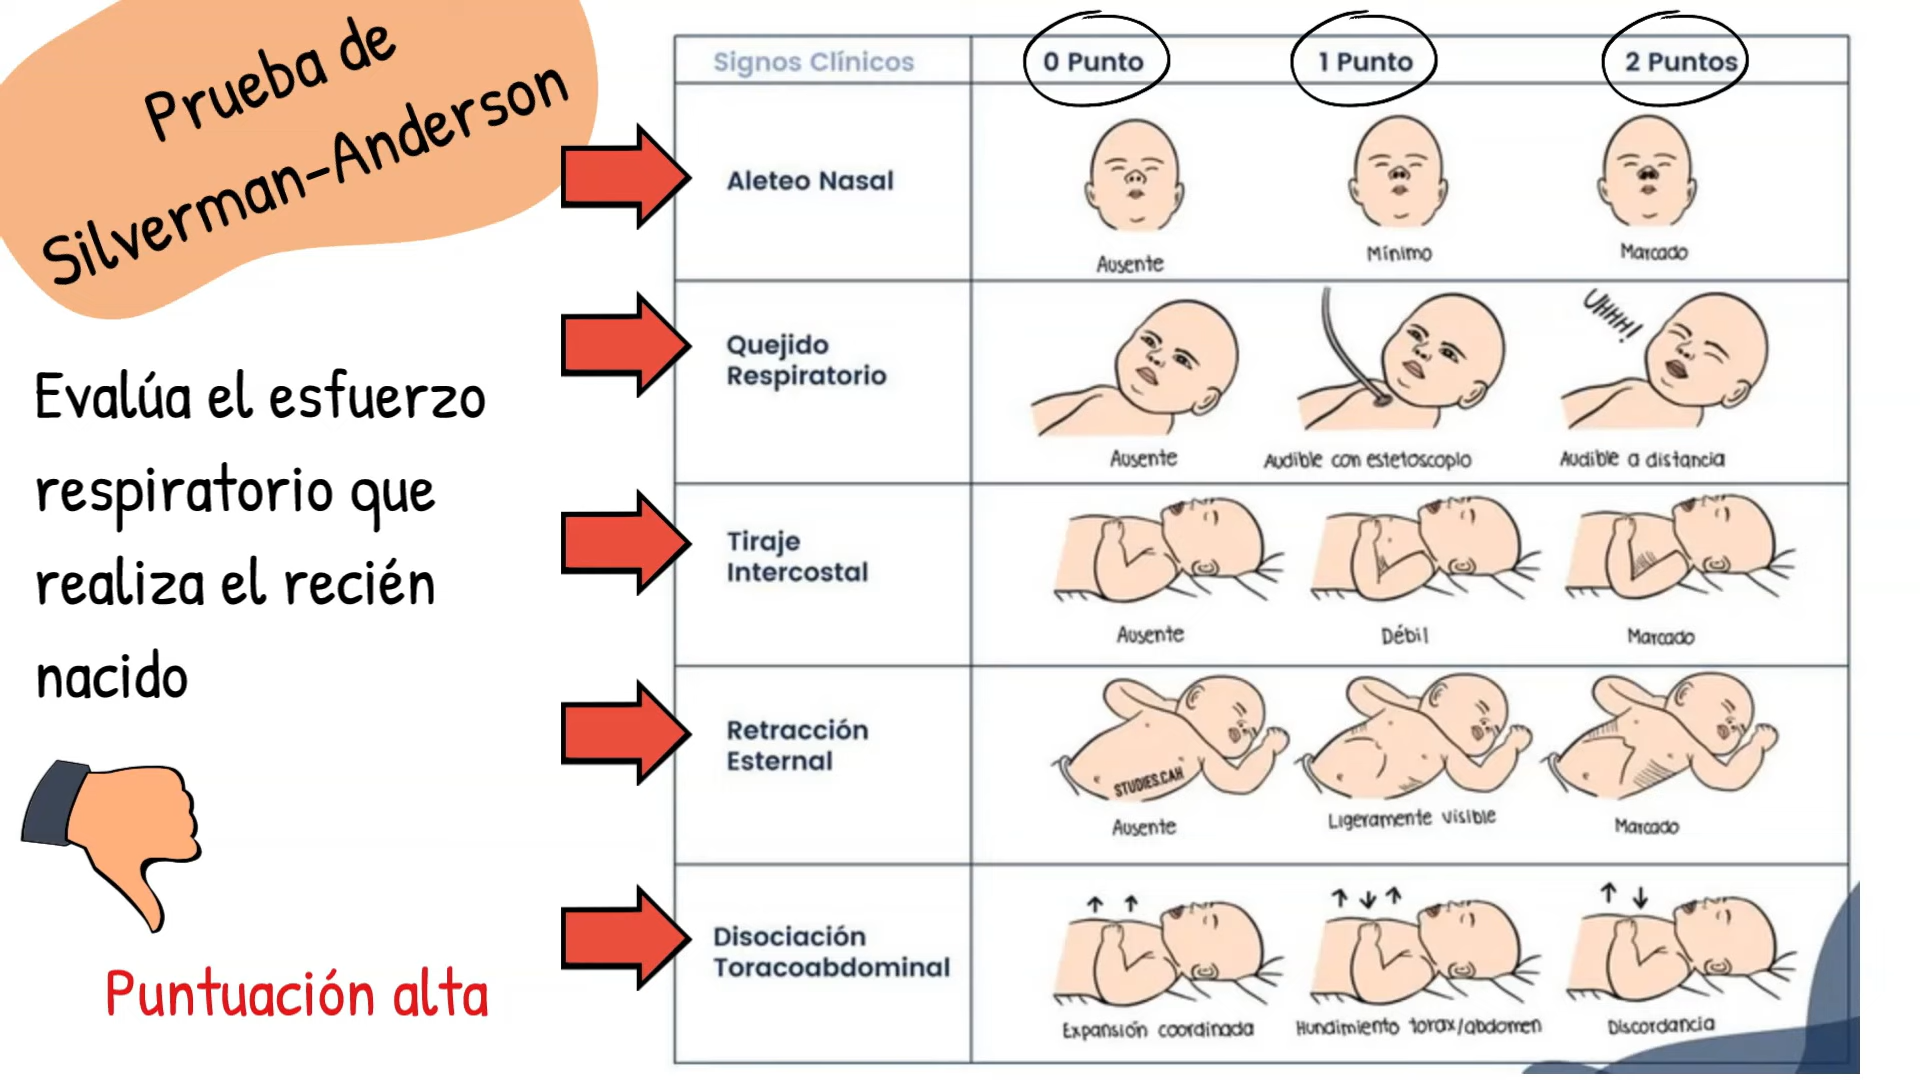 Prueba de
Silverman-Anderson
Evalúa el esfuerzo
respiratorio que
realiza el recién
nacido
Puntuación alta
Signos Clínicos
0 Punto
1 Punto
2 Puntos
Aleteo Nasal
Ausente
Mínimo
Marcado
Quejido
Respiratorio
UHHH!
Ausente
Audible con estetoscopio
Audible a distancia
Tiraje
Intercostal
Ausente
Débil
Marcado
Retracción
Esternal
STUDIES.CAH
Ausente
Ligeramente visible
Marcado
Disociación
Toracoabdominal
Expansión coordinada
Hundimiento torax/abdomen
Discordancia